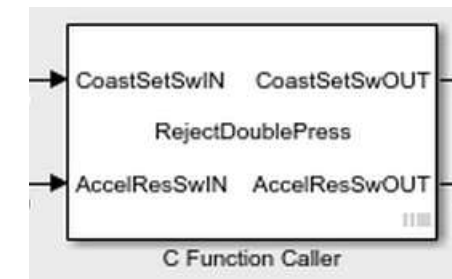 CoastSetSwIN CoastSetSwOUT
RejectDoublePress
AccelResSwIN AccelResSwOUT
C Function Caller